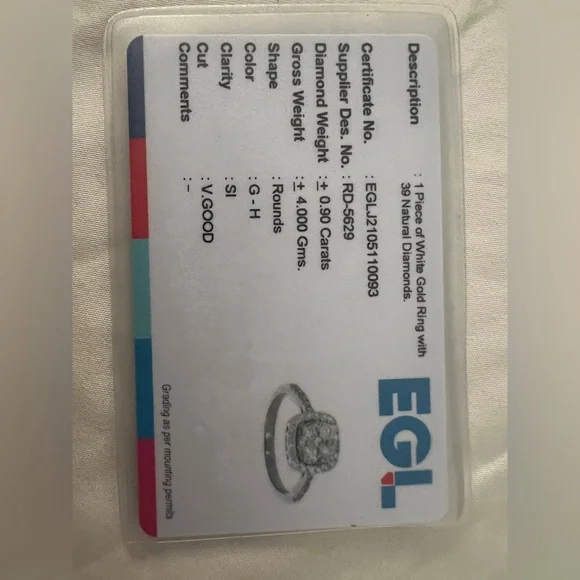 EGL
Description : 1 Piece of White Gold Ring with
39 Natural Diamonds.
Certificate No. : EGLJ2105110093
Supplier Des. No. : RD-5629
Diamond Weight : ± 0.90 Carats
Gross Weight : ± 4.000 Gms.
Shape : Rounds
Color : G - H
Clarity : SI
Cut : V.GOOD
Comments : -
Grading as per mounting permits